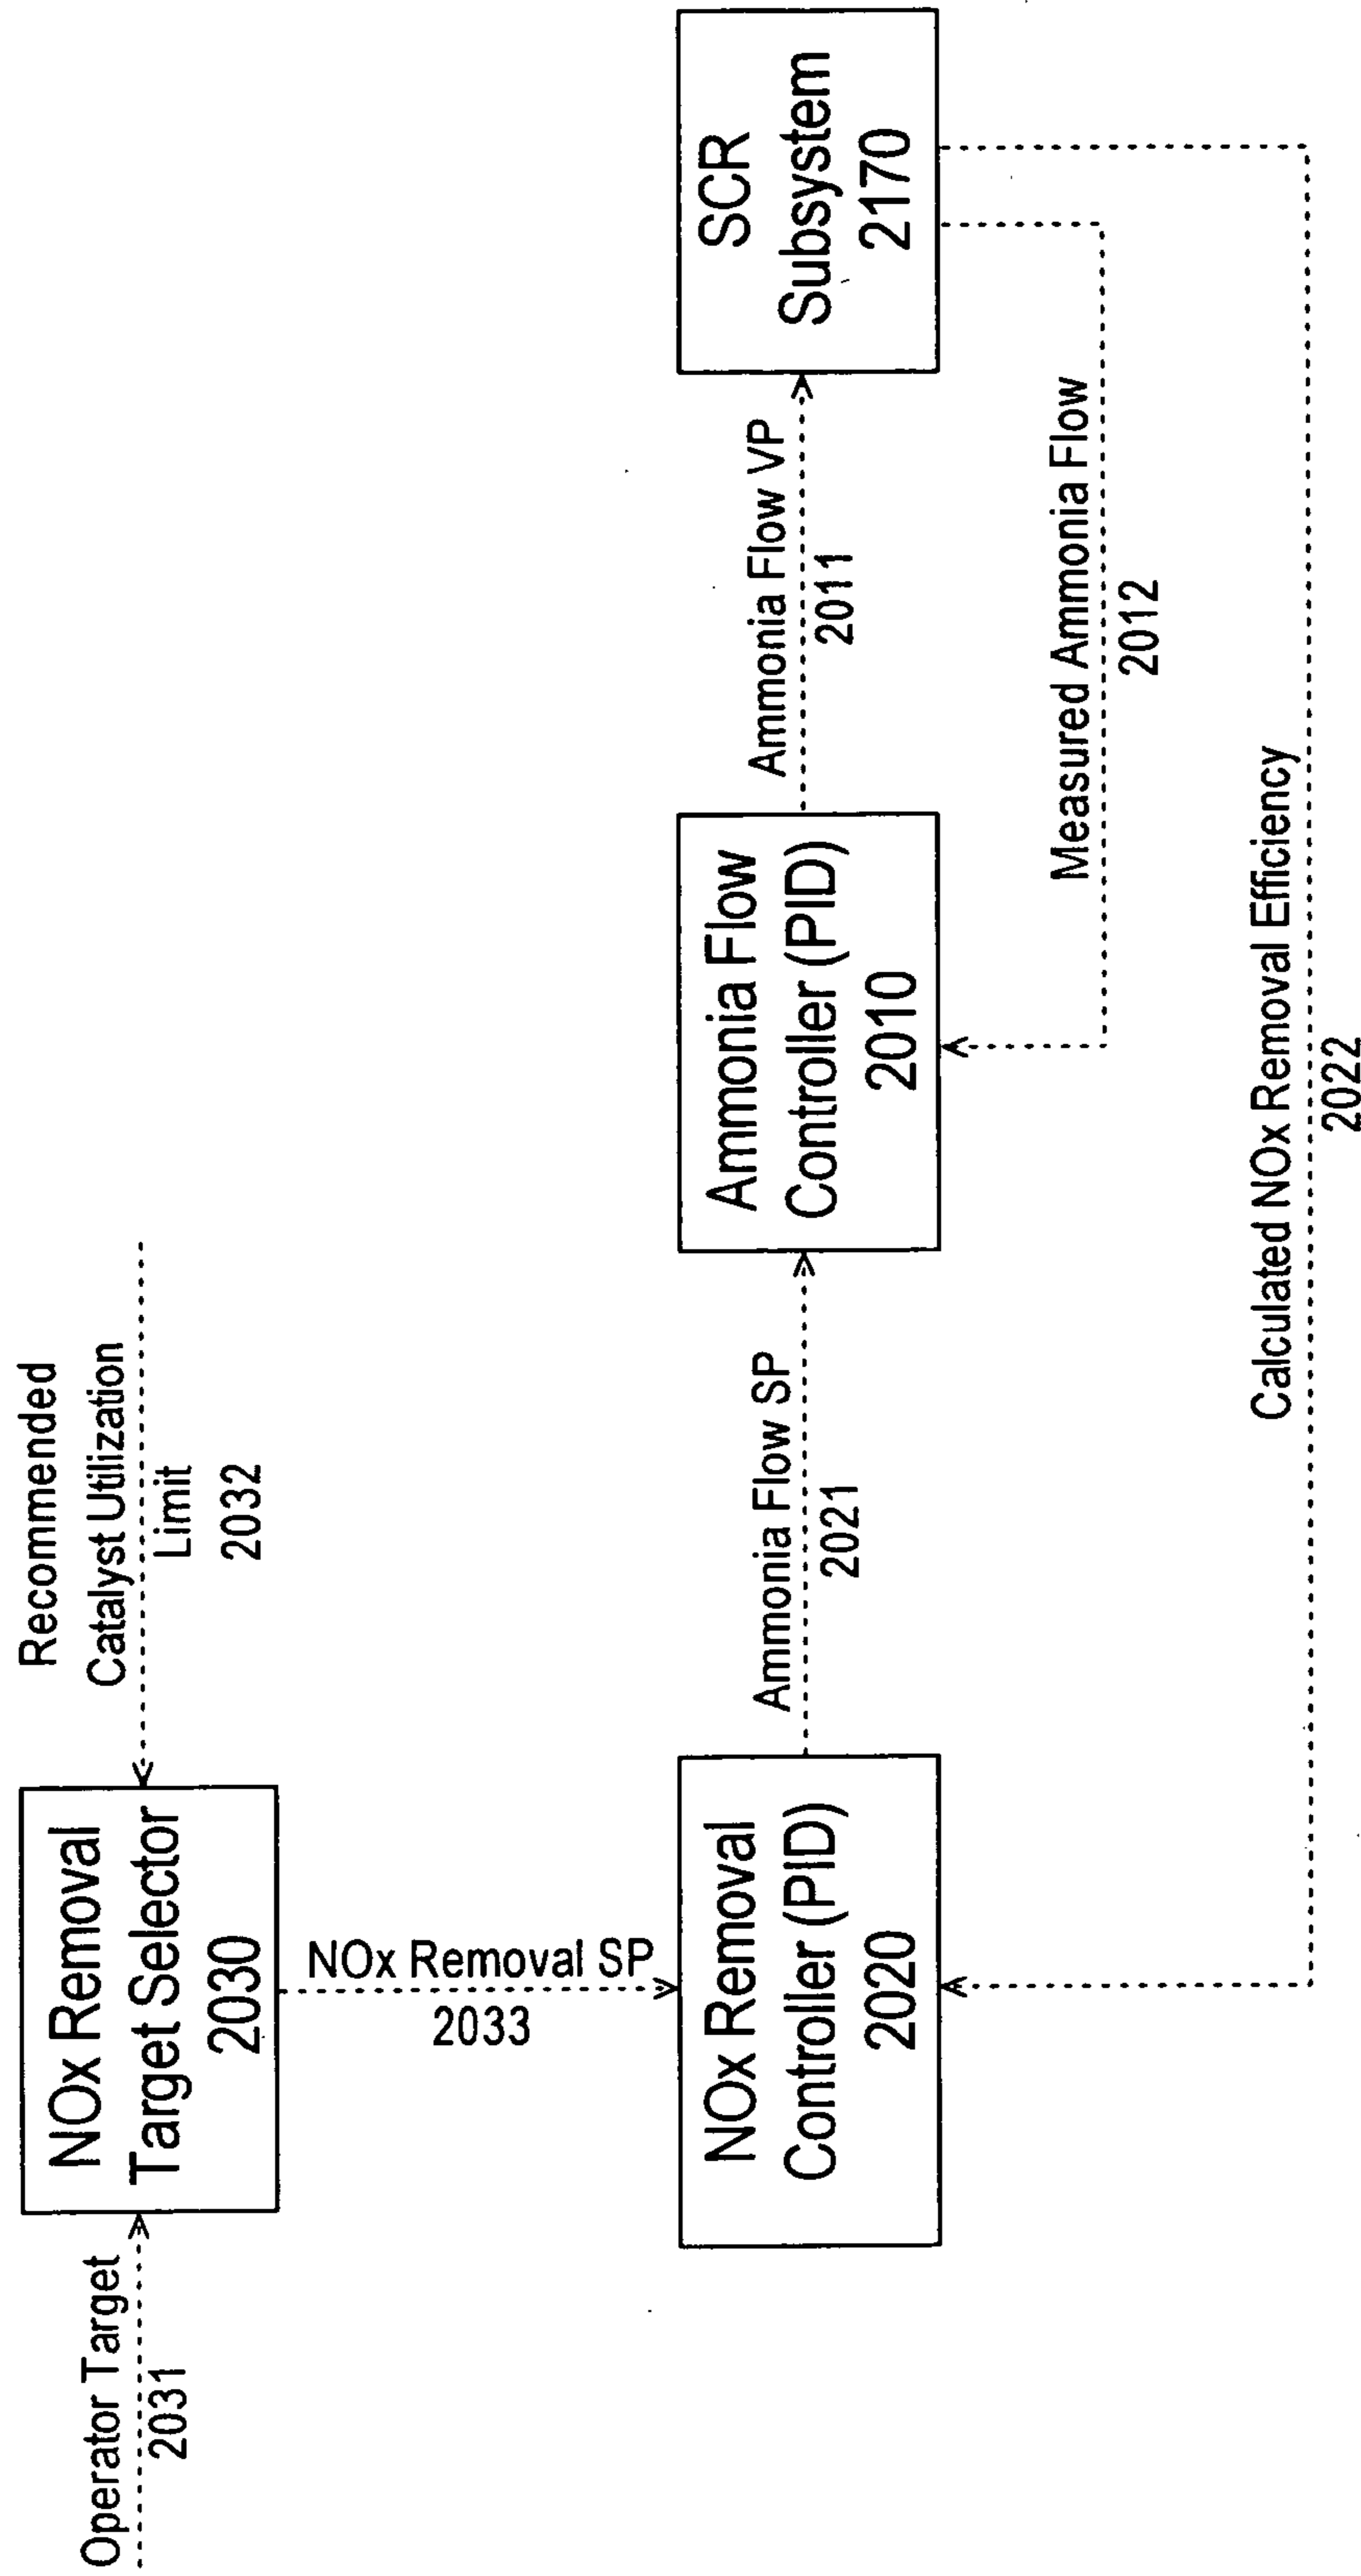 Operator Target
2031
NOx Removal
Target Selector
2030
Recommended
Catalyst Utilization
Limit
2032
NOx Removal SP
2033
NOx Removal
Controller (PID)
2020
Ammonia Flow SP
2021
Ammonia Flow
Controller (PID)
2010
Ammonia Flow VP
2011
SCR
Subsystem
2170
Measured Ammonia Flow
2012
Calculated NOx Removal Efficiency
2022